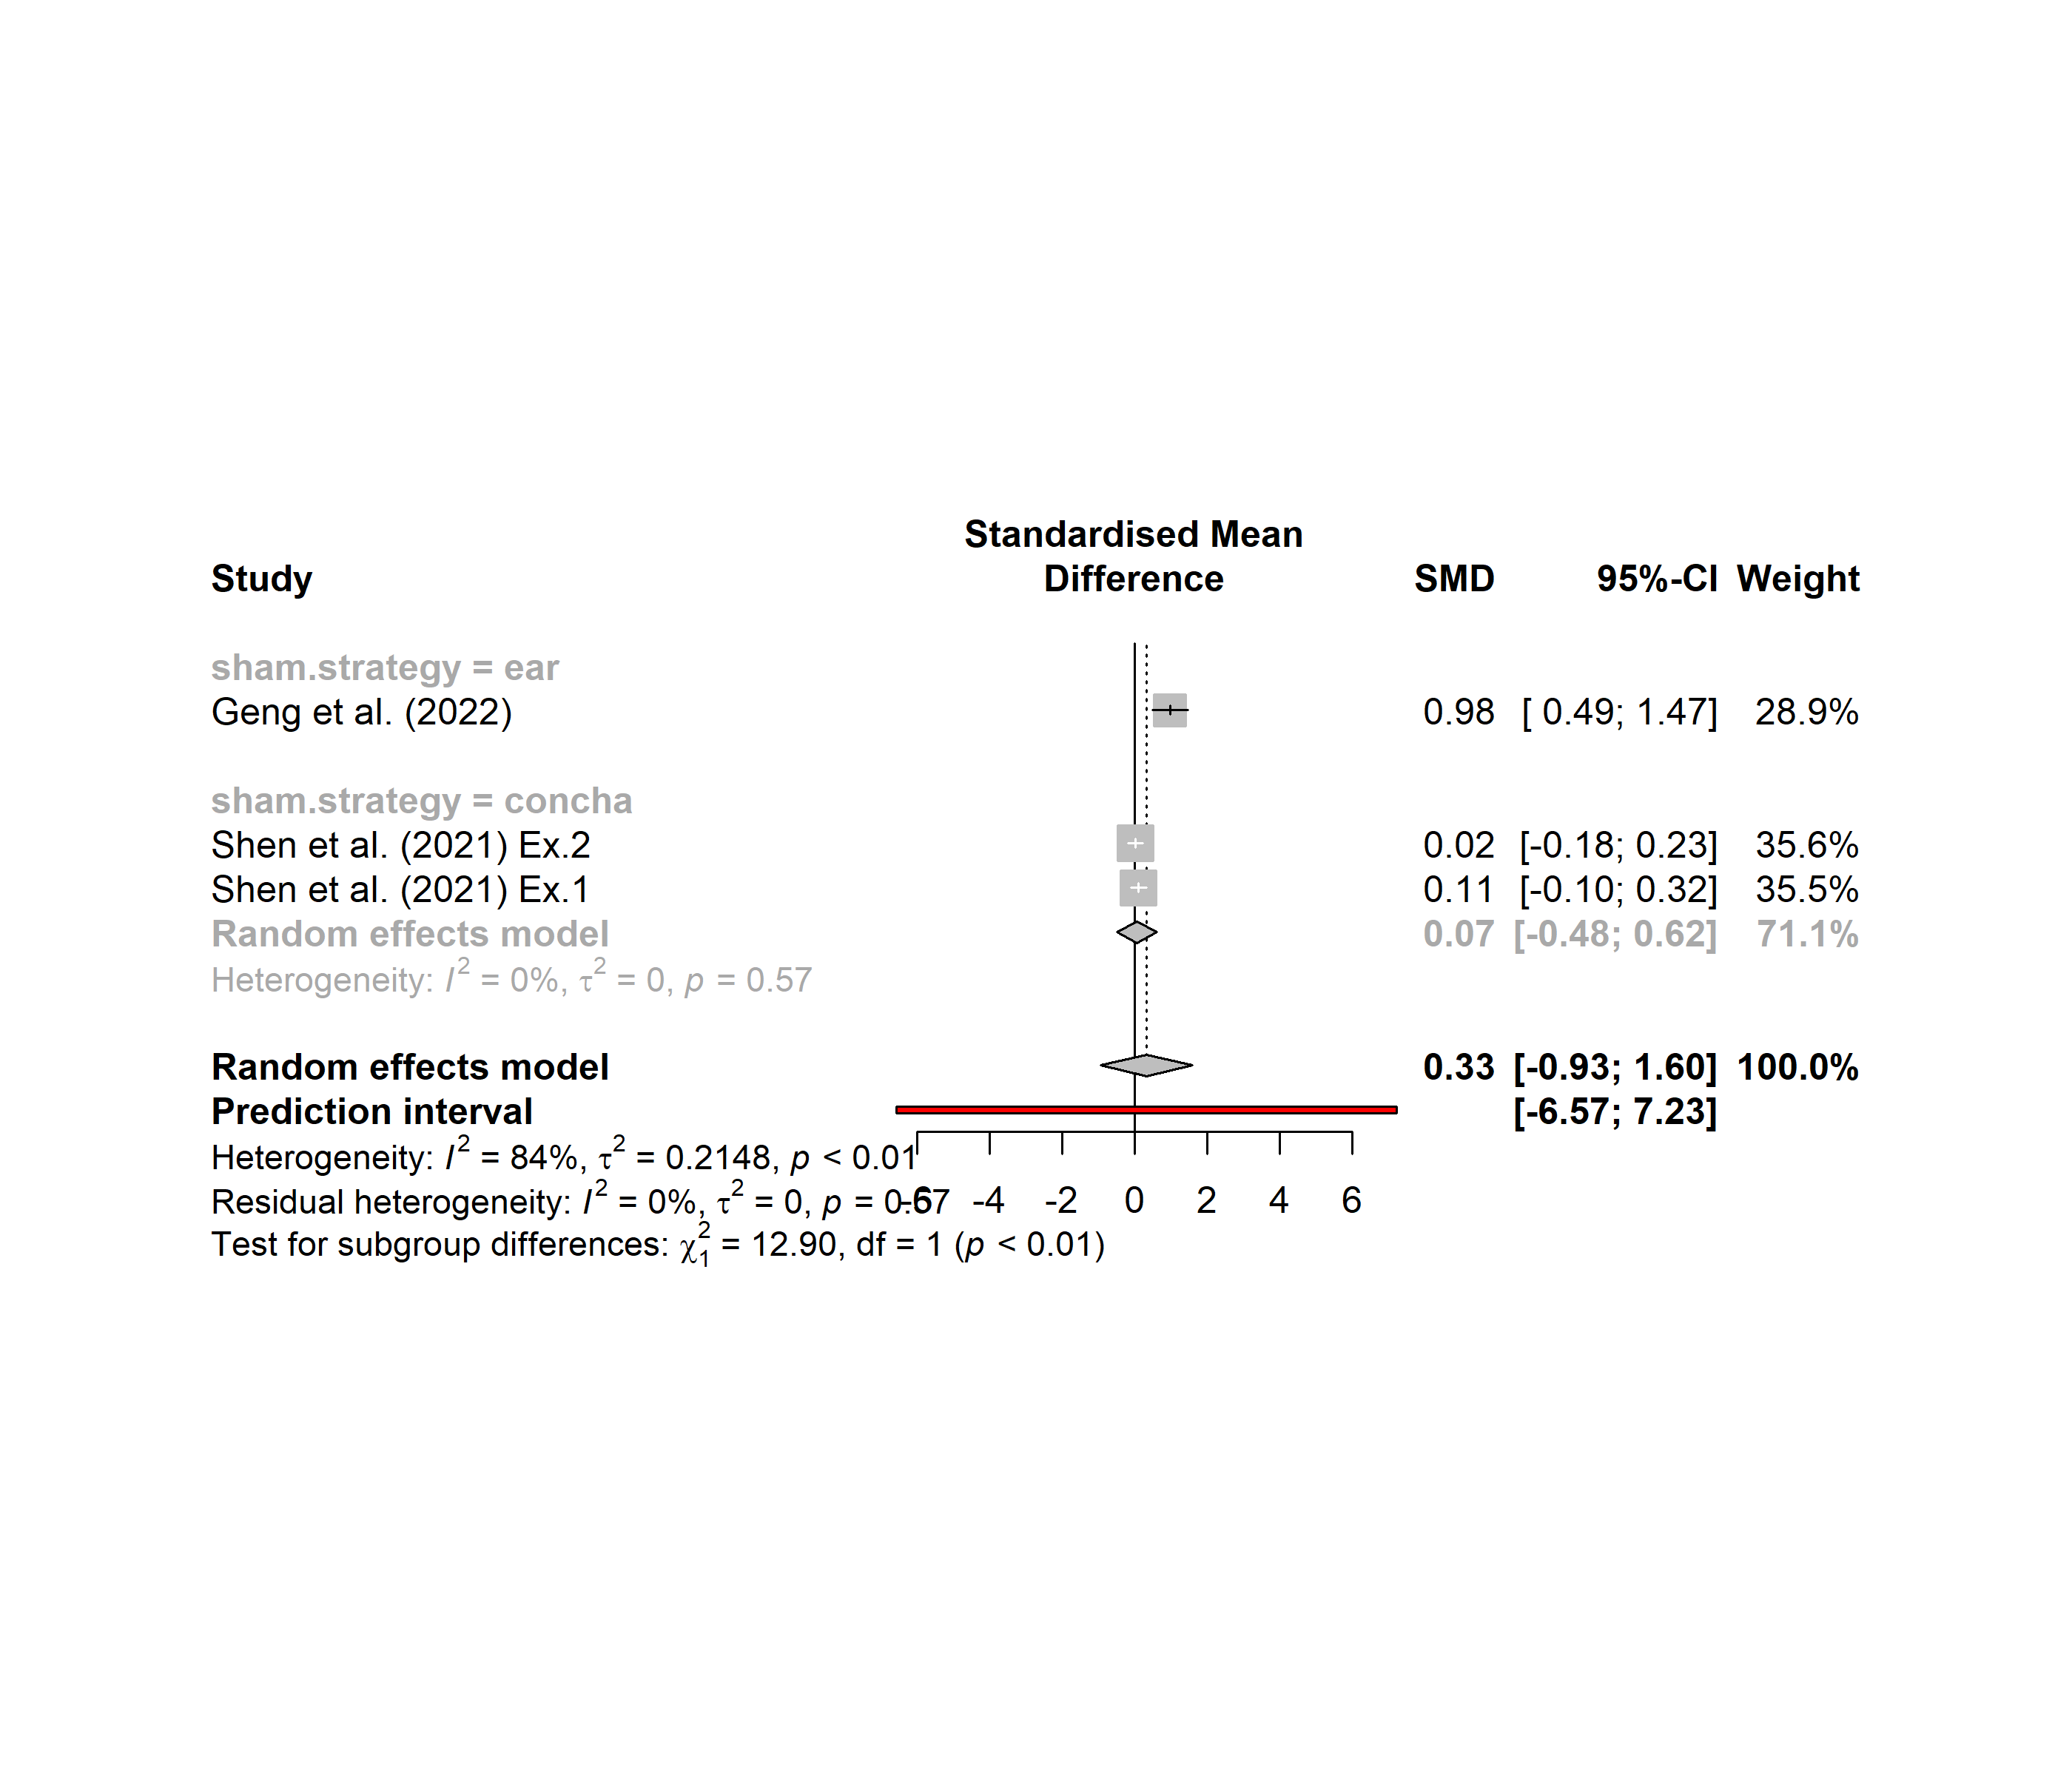 Standardised Mean
Study Difference SMD 95%-CI Weight
sham.strategy = ear
Geng et al. (2022) 0.98 [ 0.49; 1.47] 28.9%
sham.strategy = concha
Shen et al. (2021) Ex.2 0.02 [-0.18; 0.23] 35.6%
Shen et al. (2021) Ex.1 0.11 [-0.10; 0.32] 35.5%
Random effects model 0.07 [-0.48; 0.62] 71.1%
Heterogeneity: I² = 0%, τ² = 0, p = 0.57
Random effects model 0.33 [-0.93; 1.60] 100.0%
Prediction interval [-6.57; 7.23]
Heterogeneity: I² = 84%, τ² = 0.2148, p < 0.01
Residual heterogeneity: I² = 0%, τ² = 0, p = 0.57 -6 -4 -2 0 2 4 6
Test for subgroup differences: χ²₁ = 12.90, df = 1 (p < 0.01)